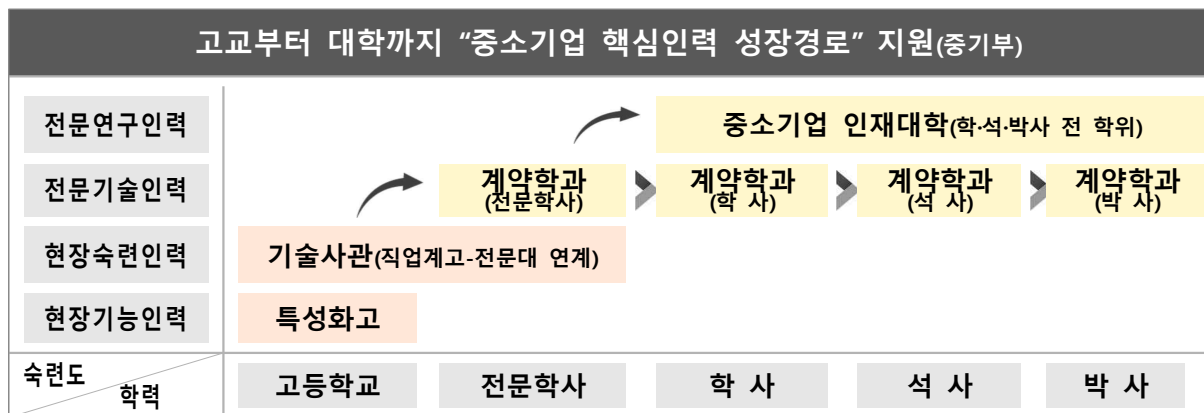 고교부터 대학까지 “중소기업 핵심인력 성장경로” 지원(중기부)
전문연구인력
중소기업 인재대학(학·석·박사 전 학위)
전문기술인력
계약학과
(전문학사)
계약학과
(학 사)
계약학과
(석 사)
계약학과
(박 사)
현장숙련인력
기술사관(직업계고-전문대 연계)
현장기능인력
특성화고
숙련도
학력
고등학교
전문학사
학 사
석 사
박 사